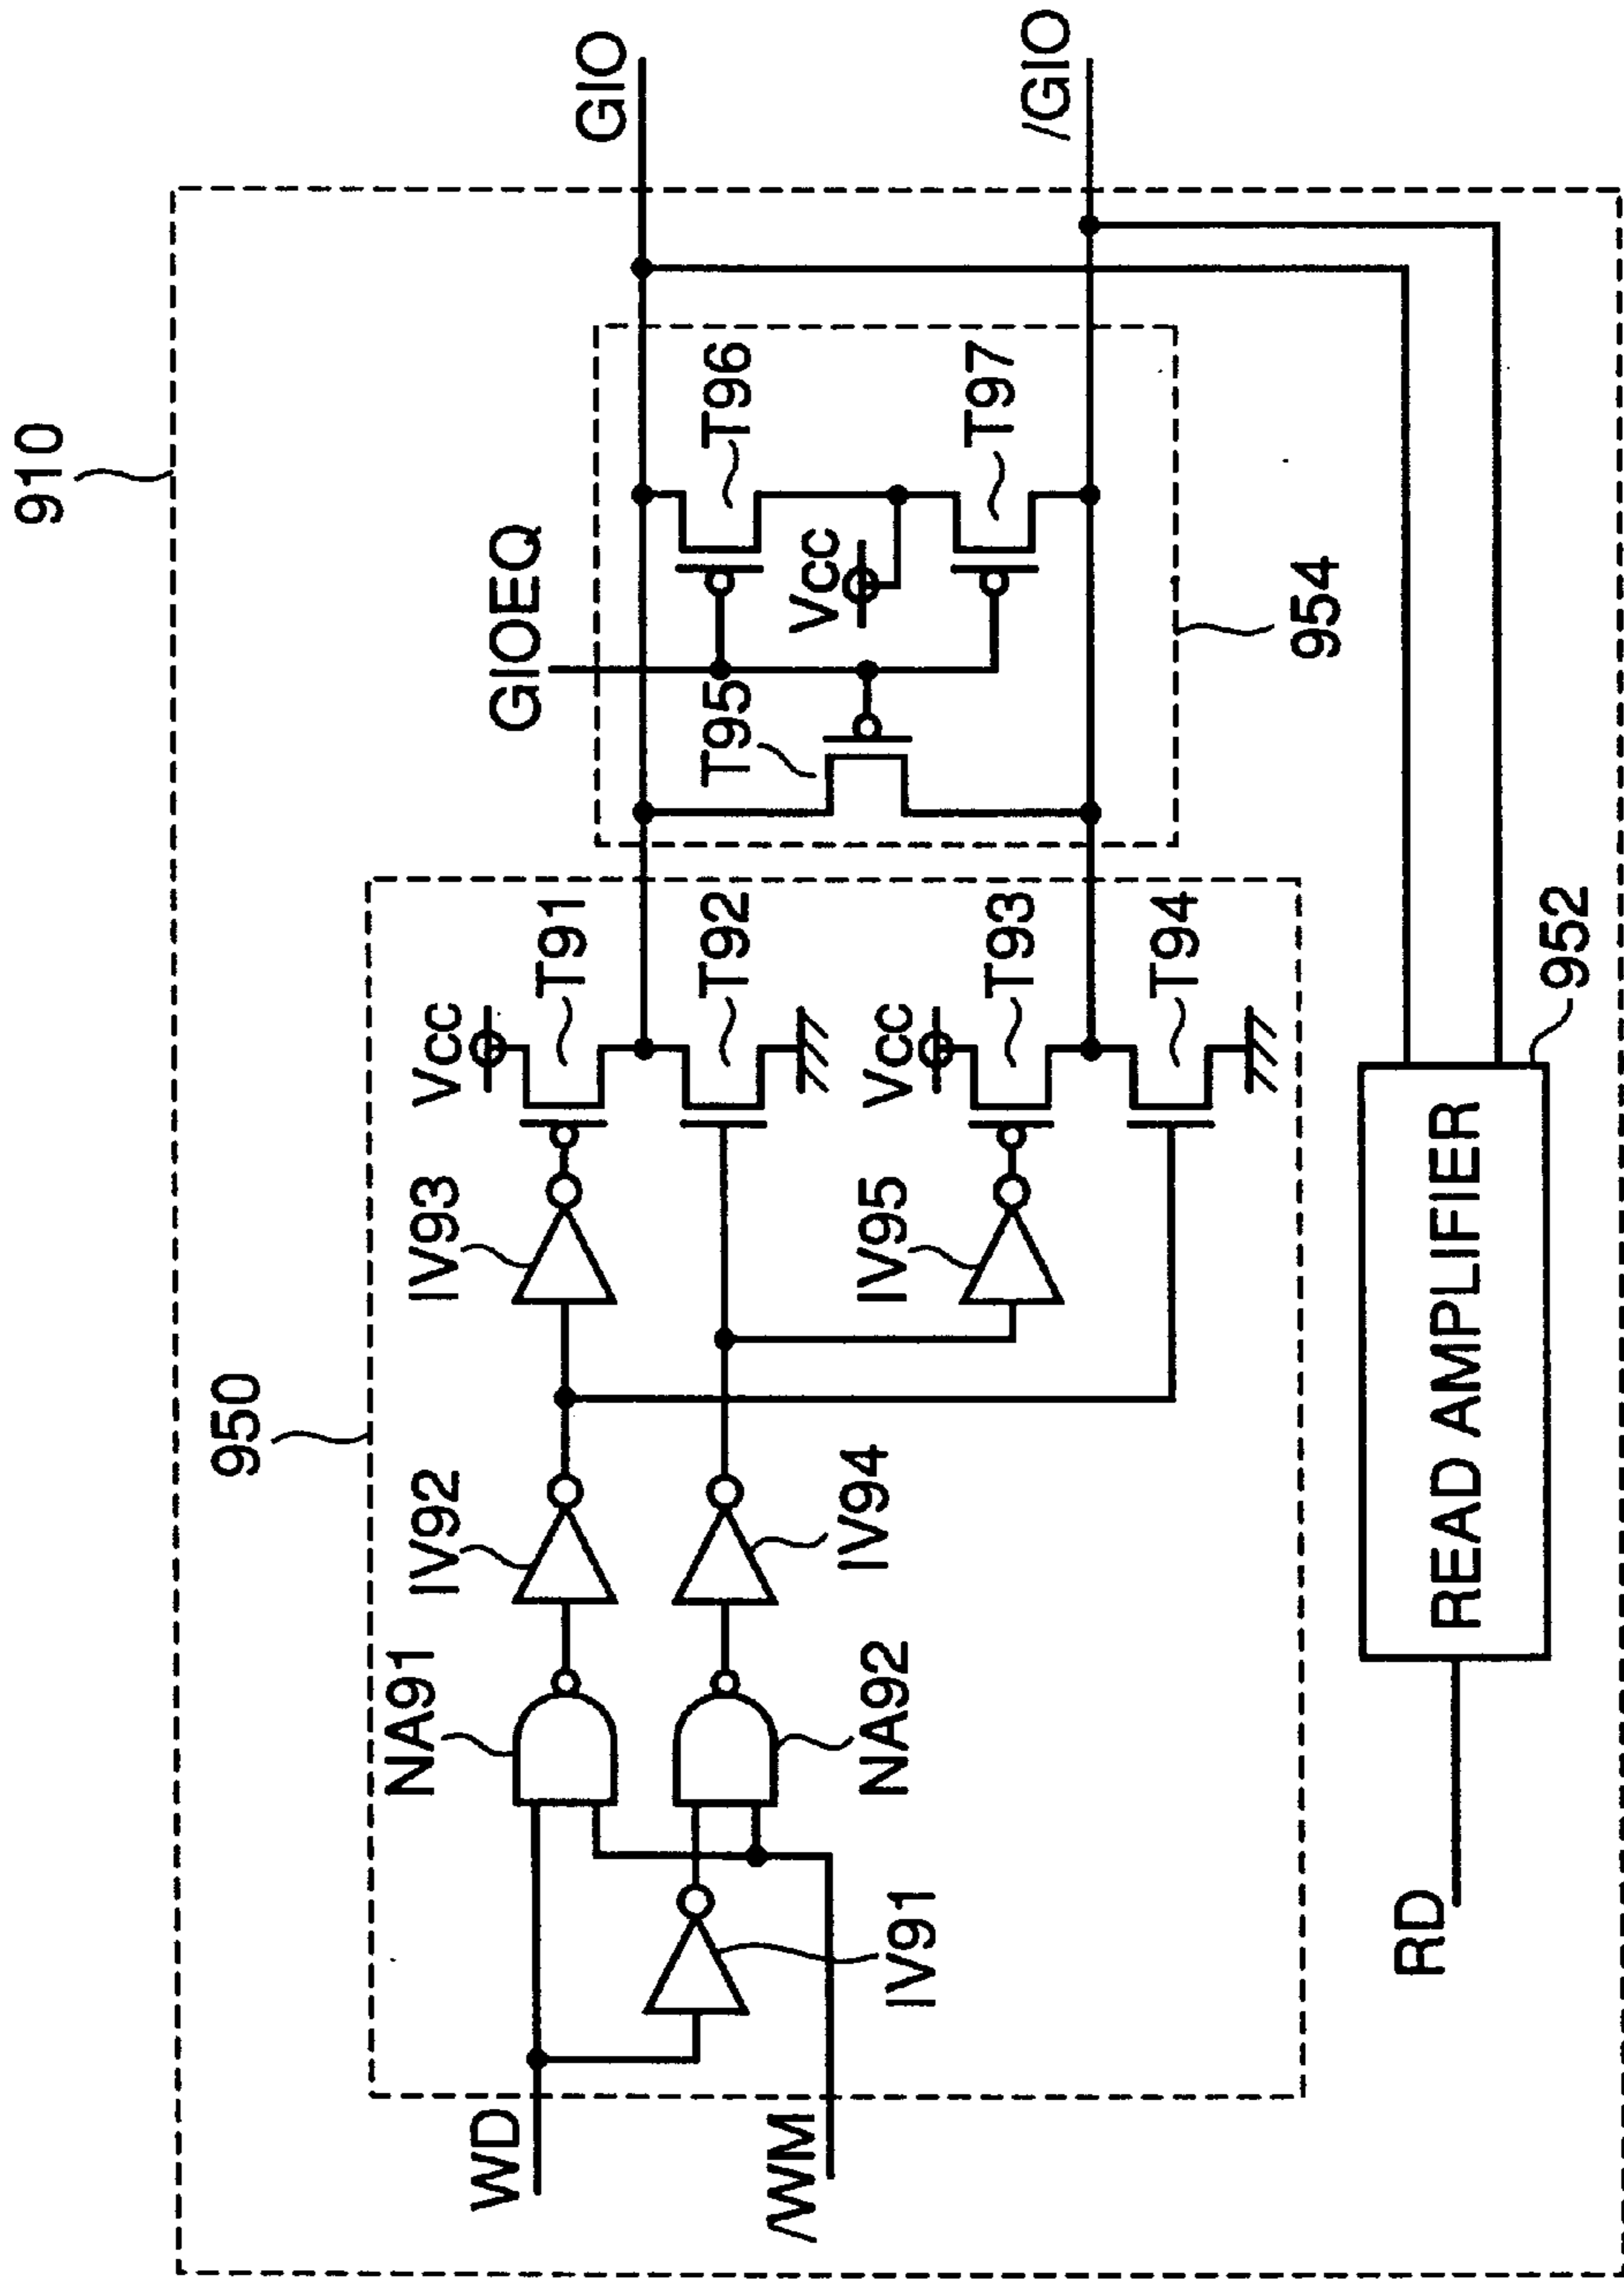 910
GIO
/GIO
GIOEQ
T96
T97
Vcc
T95
954
950
Vcc
T91
T92
Vcc
T93
T94
IV93
IV95
IV92
IV94
NA91
NA92
IV91
WD
/WM
952
READ AMPLIFIER
RD